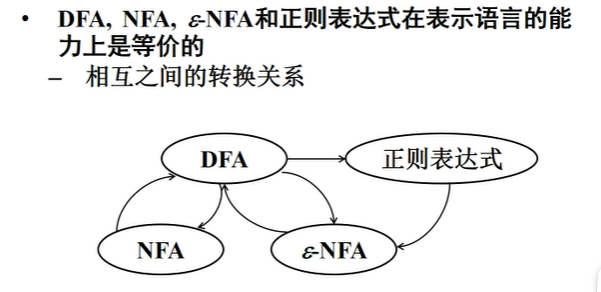 • DFA, NFA, ε-NFA和正则表达式在表示语言的能
力上是等价的
– 相互之间的转换关系
DFA
正则表达式
NFA
ε-NFA